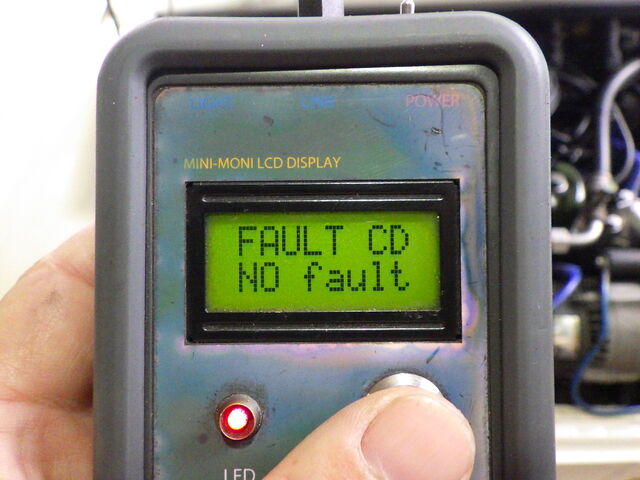 LIGHT LINE POWER
MINI-MONI LCD DISPLAY
FAULT CD
NO fault
LED